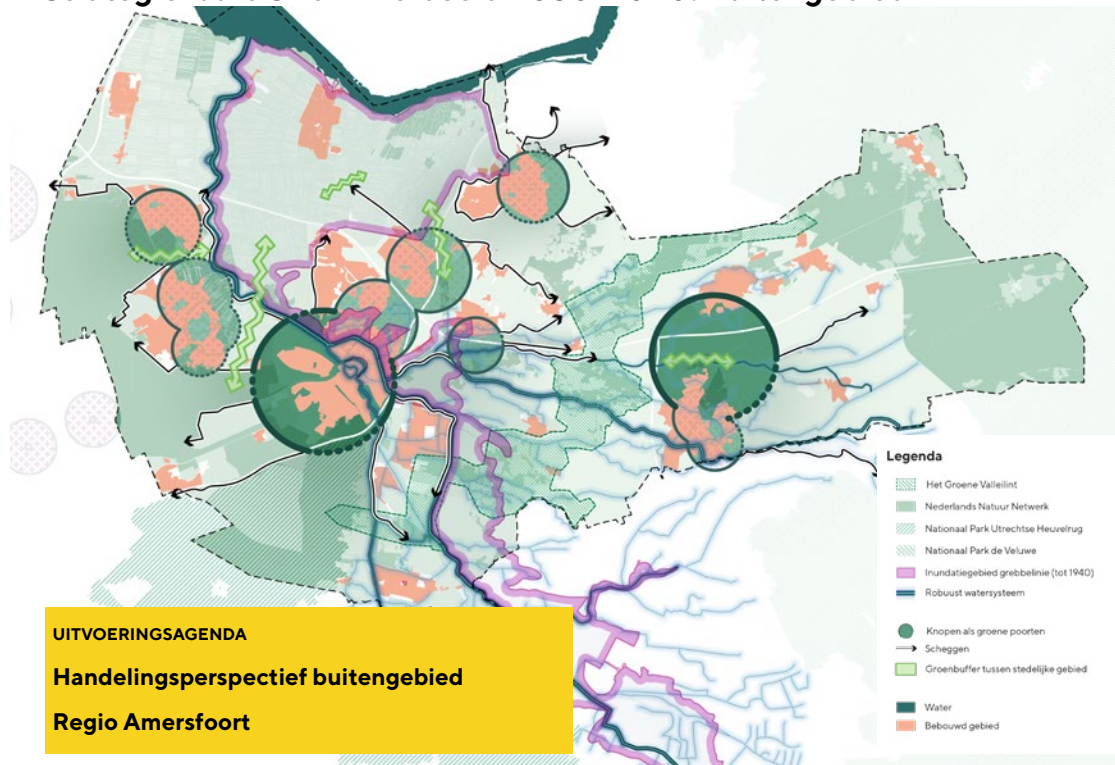 UITVOERINGSAGENDA
Handelingsperspectief buitengebied
Regio Amersfoort
Legenda
Het Groene Valleilint
Nederlands Natuur Netwerk
Nationaal Park Utrechtse Heuvelrug
Nationaal Park de Veluwe
Inundatiegebied grebbelinie (tot 1940)
Robuust watersysteem
Knopen als groene poorten
Scheggen
Groenbuffer tussen stedelijke gebied
Water
Bebouwd gebied